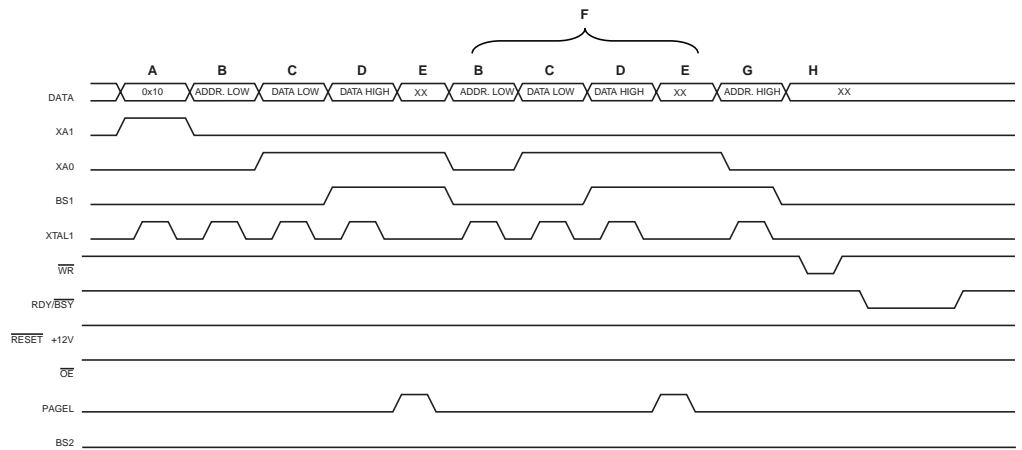 F
A B C D E B C D E G H
DATA 0x10 ADDR. LOW DATA LOW DATA HIGH XX ADDR. LOW DATA LOW DATA HIGH XX ADDR. HIGH XX
XA1
XA0
BS1
XTAL1
WR
RDY/BSY
RESET +12V
OE
PAGEL
BS2